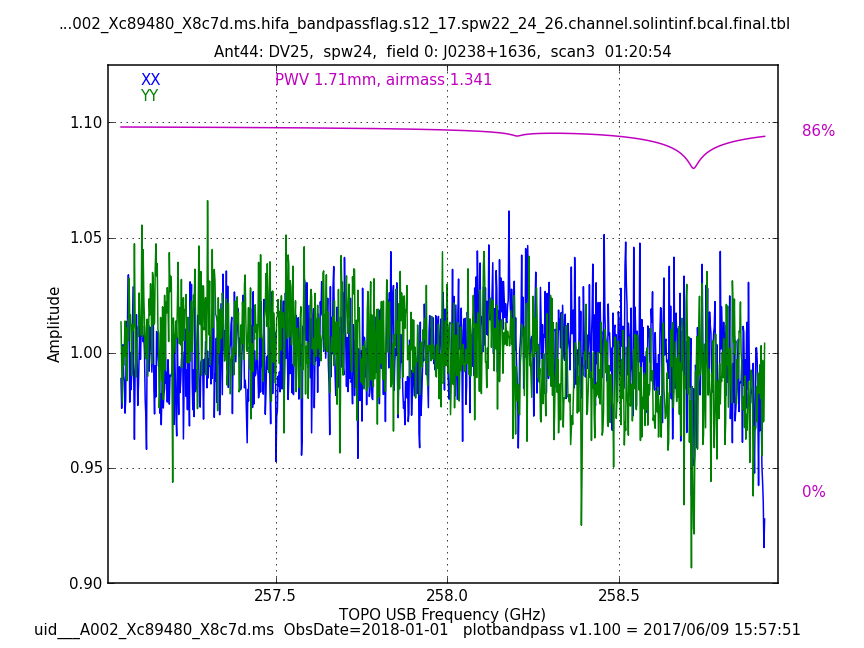 ...002_Xc89480_X8c7d.ms.hifa_bandpassflag.s12_17.spw22_24_26.channel.solintinf.bcal.final.tbl
Ant44: DV25,  spw24,  field 0: J0238+1636,  scan3  01:20:54
XX
PWV 1.71mm, airmass 1.341
YY
1.10
86%
1.05
Amplitude
1.00
0.95
0%
0.90
257.5
258.0
258.5
TOPO USB Frequency (GHz)
uid___A002_Xc89480_X8c7d.ms  ObsDate=2018-01-01   plotbandpass v1.100 = 2017/06/09 15:57:51